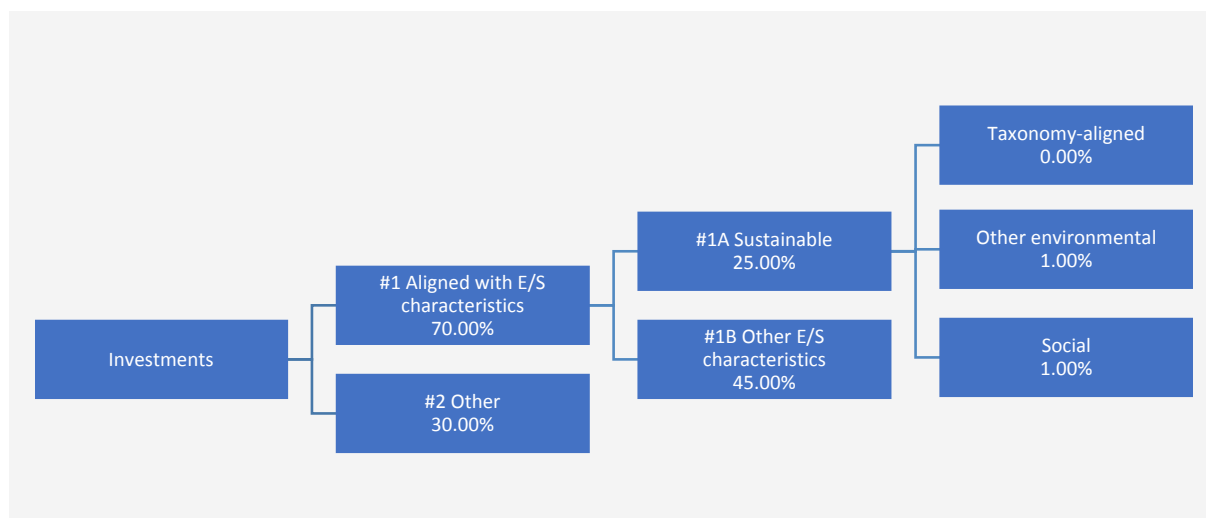 Investments
#1 Aligned with E/S
characteristics
70.00%
#2 Other
30.00%
#1A Sustainable
25.00%
#1B Other E/S
characteristics
45.00%
Taxonomy-aligned
0.00%
Other environmental
1.00%
Social
1.00%